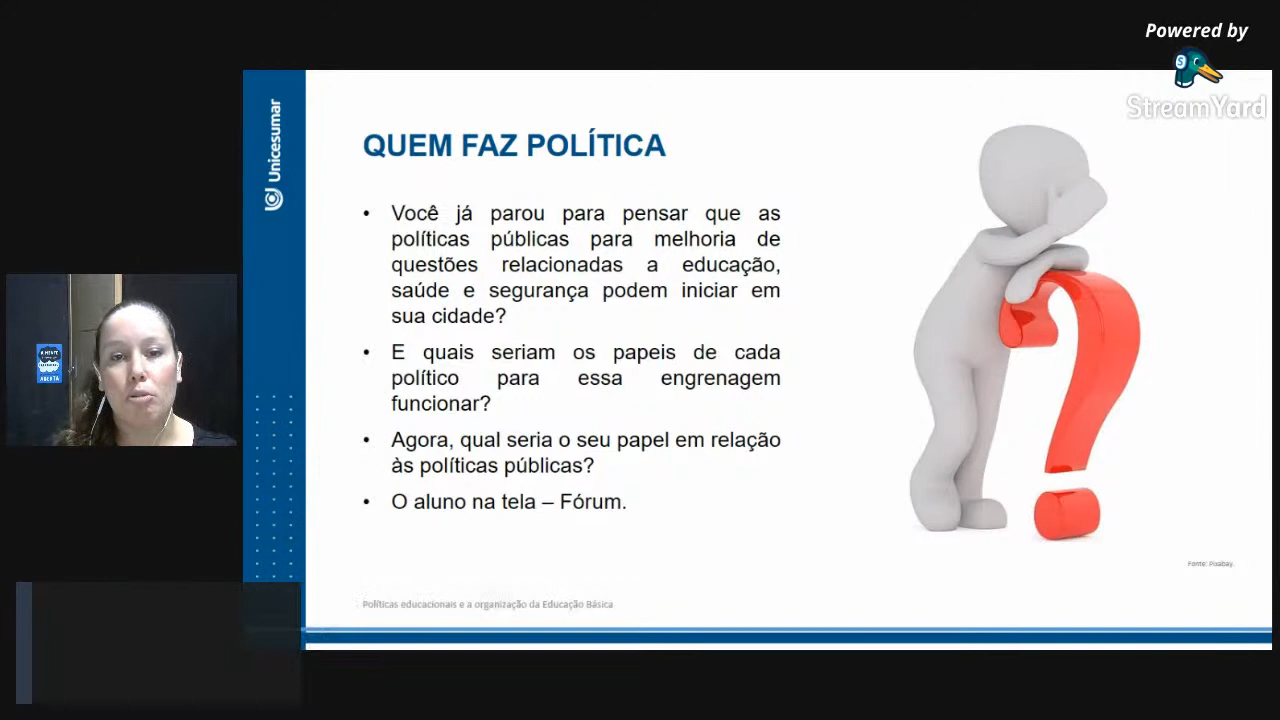 Powered by
StreamYard
Unicesumar
QUEM FAZ POLÍTICA
• Você já parou para pensar que as
políticas públicas para melhoria de
questões relacionadas a educação,
saúde e segurança podem iniciar em
sua cidade?
• E quais seriam os papeis de cada
político para essa engrenagem
funcionar?
• Agora, qual seria o seu papel em relação
às políticas públicas?
• O aluno na tela – Fórum.
Fonte: Pixabay.
Políticas educacionais e a organização da Educação Básica
A MENTE
ABERTA